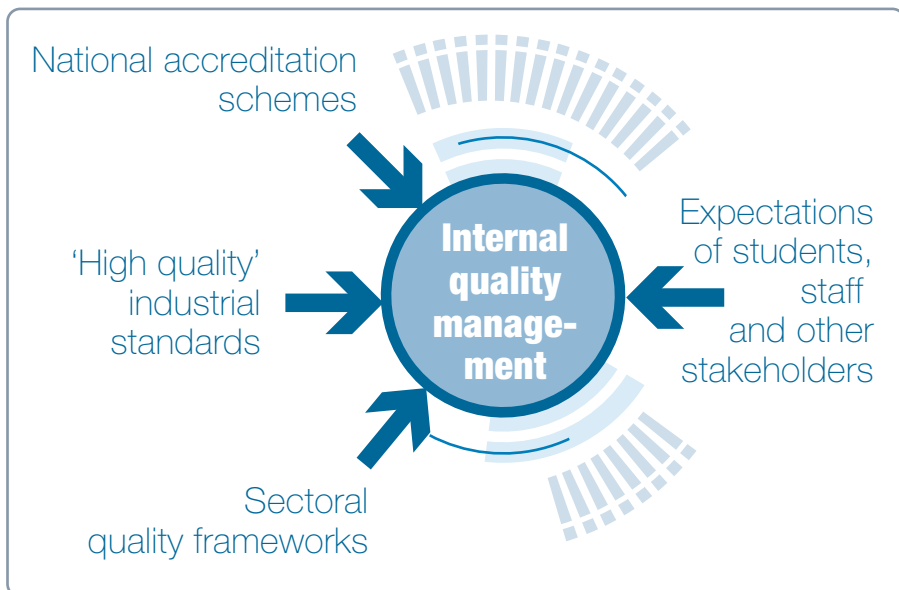 National accreditation
schemes
'High quality'
industrial
standards
Sectoral
quality frameworks
Internal
quality
manage-
ment
Expectations
of students,
staff
and other
stakeholders